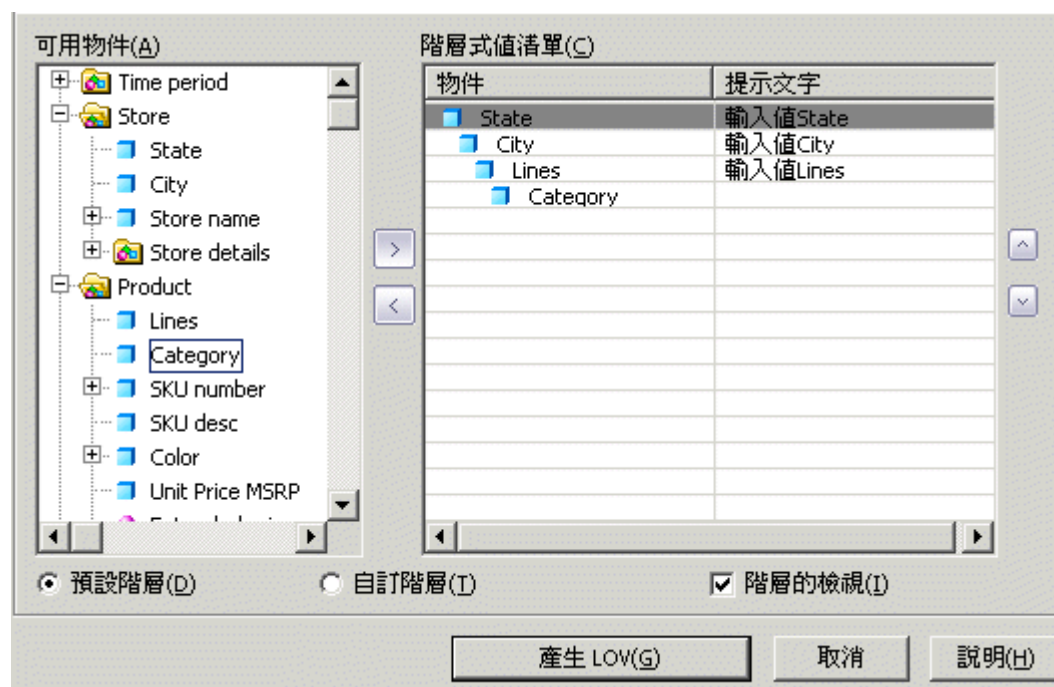 可用物件(A)
Time period
Store
State
City
Store name
Store details
Product
Lines
Category
SKU number
SKU desc
Color
Unit Price MSRP
階層式值清單(C)
物件 提示文字
State 輸入值State
City 輸入值City
Lines 輸入值Lines
Category
> 
<
預設階層(D) 自訂階層(T) 階層的檢視(I)
產生 LOV(G) 取消 說明(H)